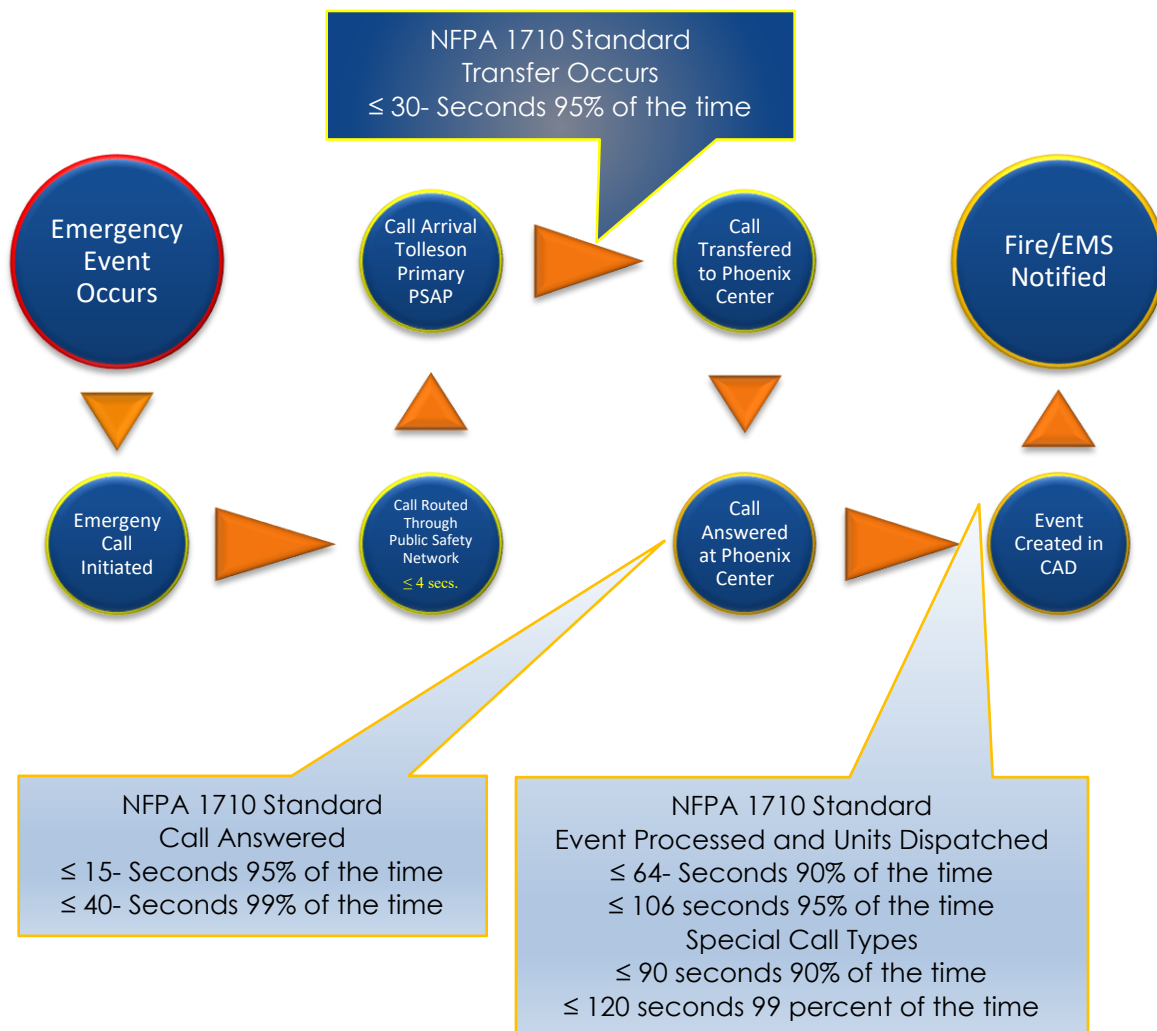 NFPA 1710 Standard
Transfer Occurs
≤ 30- Seconds 95% of the time
Emergency
Event
Occurs
Call Arrival
Tolleson
Primary
PSAP
Call
Transfered
to Phoenix
Center
Fire/EMS
Notified
Emergeny
Call
Initiated
Call Routed
Through
Public Safety
Network
≤ 4 secs.
Call
Answered
at Phoenix
Center
Event
Created in
CAD
NFPA 1710 Standard
Call Answered
≤ 15- Seconds 95% of the time
≤ 40- Seconds 99% of the time
NFPA 1710 Standard
Event Processed and Units Dispatched
≤ 64- Seconds 90% of the time
≤ 106 seconds 95% of the time
Special Call Types
≤ 90 seconds 90% of the time
≤ 120 seconds 99 percent of the time